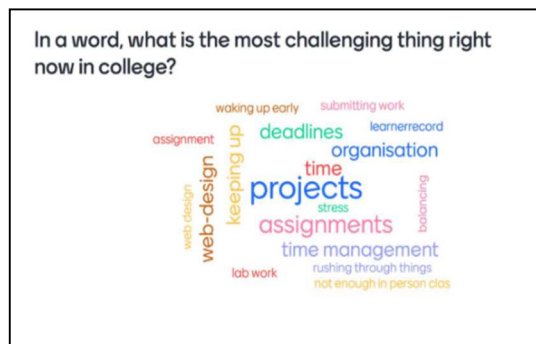 In a word, what is the most challenging thing right
now in college?
waking up early
submitting work
assignment
deadlines
learnerrecord
organisation
keeping up
time
web-design
web design
projects
stress
balancing
assignments
time management
rushing through things
lab work
not enough in person clas